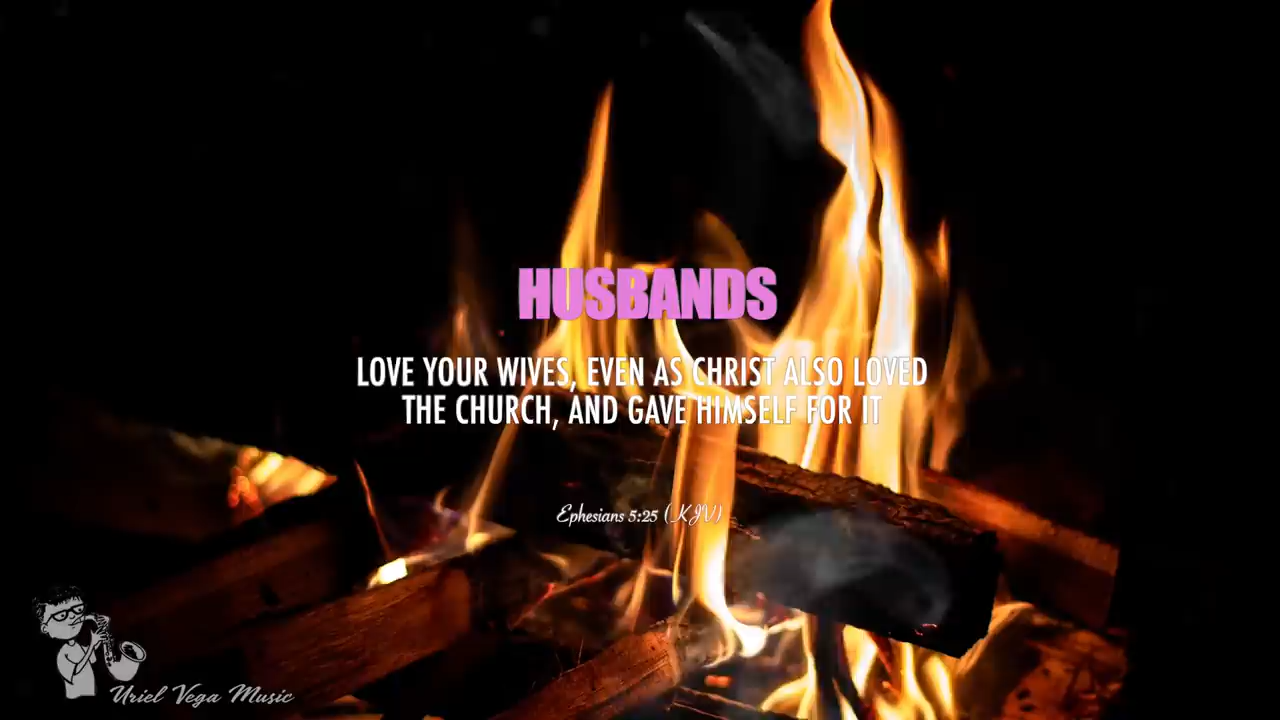 HUSBANDS
LOVE YOUR WIVES, EVEN AS CHRIST ALSO LOVED
THE CHURCH, AND GAVE HIMSELF FOR IT
Ephesians 5:25 (KJV)
Uriel Vega Music